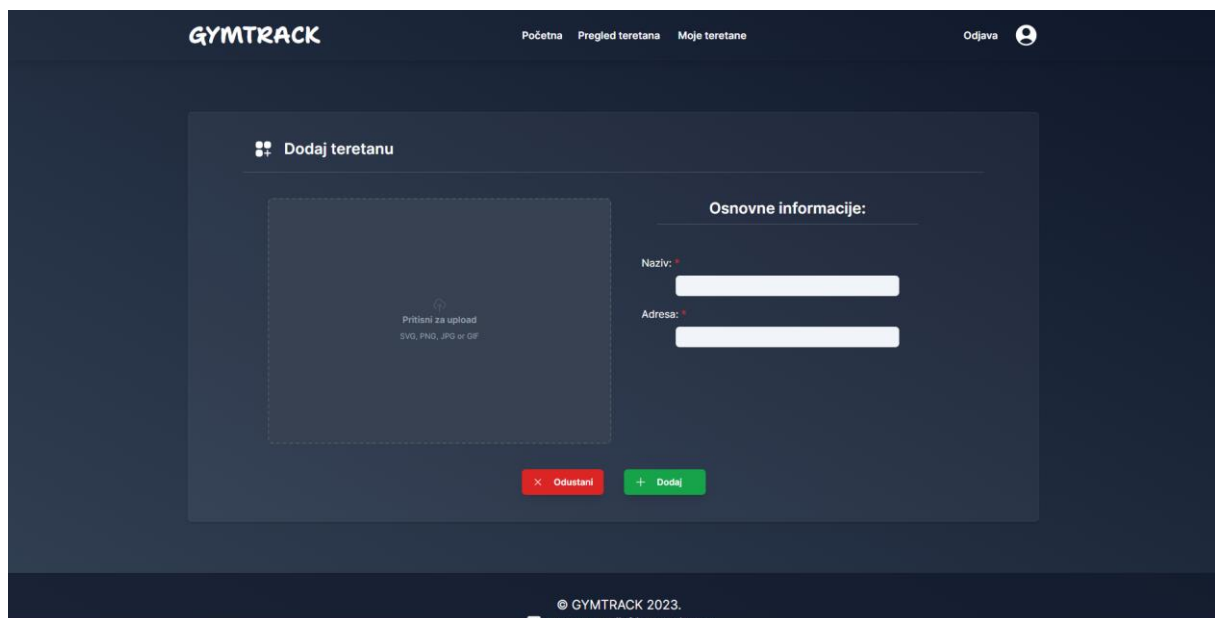 GYMTRACK
Početna Pregled teretana Moje teretane
Odjava
Dodaj teretanu
Pritisni za upload
SVG, PNG, JPG or GIF
Osnovne informacije:
Naziv: *
Adresa: *
Odustani
Dodaj
© GYMTRACK 2023.